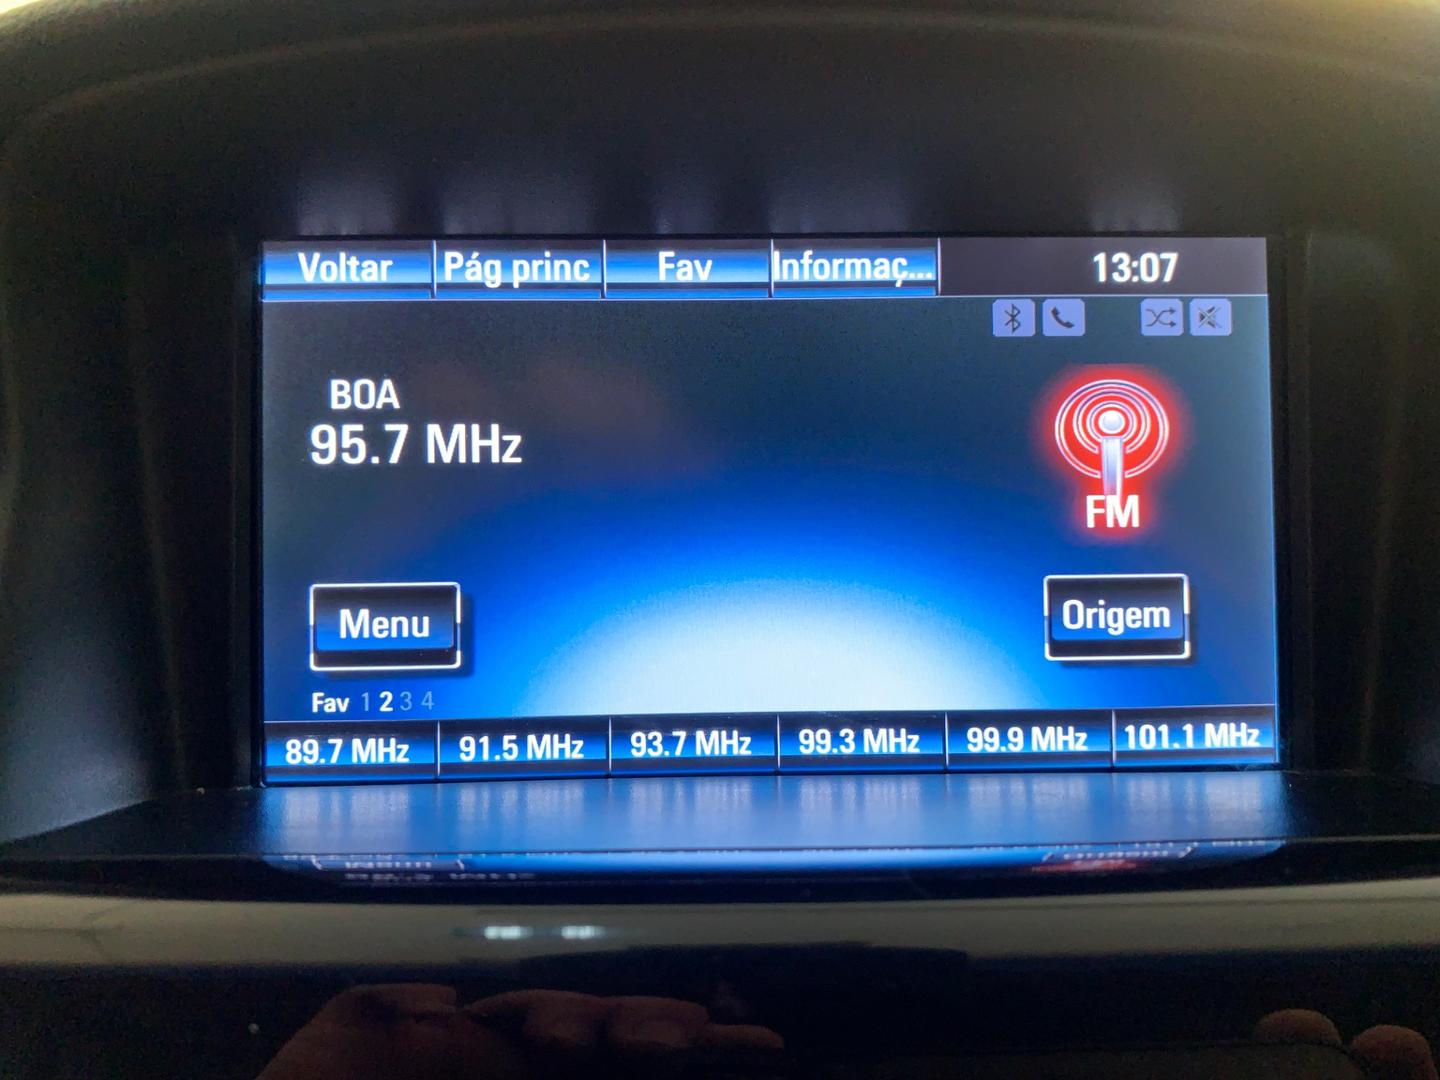 Voltar Pág princ Fav Informaç... 13:07
BOA
95.7 MHz
FM
Menu Origem
Fav 1 2 3 4
89.7 MHz 91.5 MHz 93.7 MHz 99.3 MHz 99.9 MHz 101.1 MHz